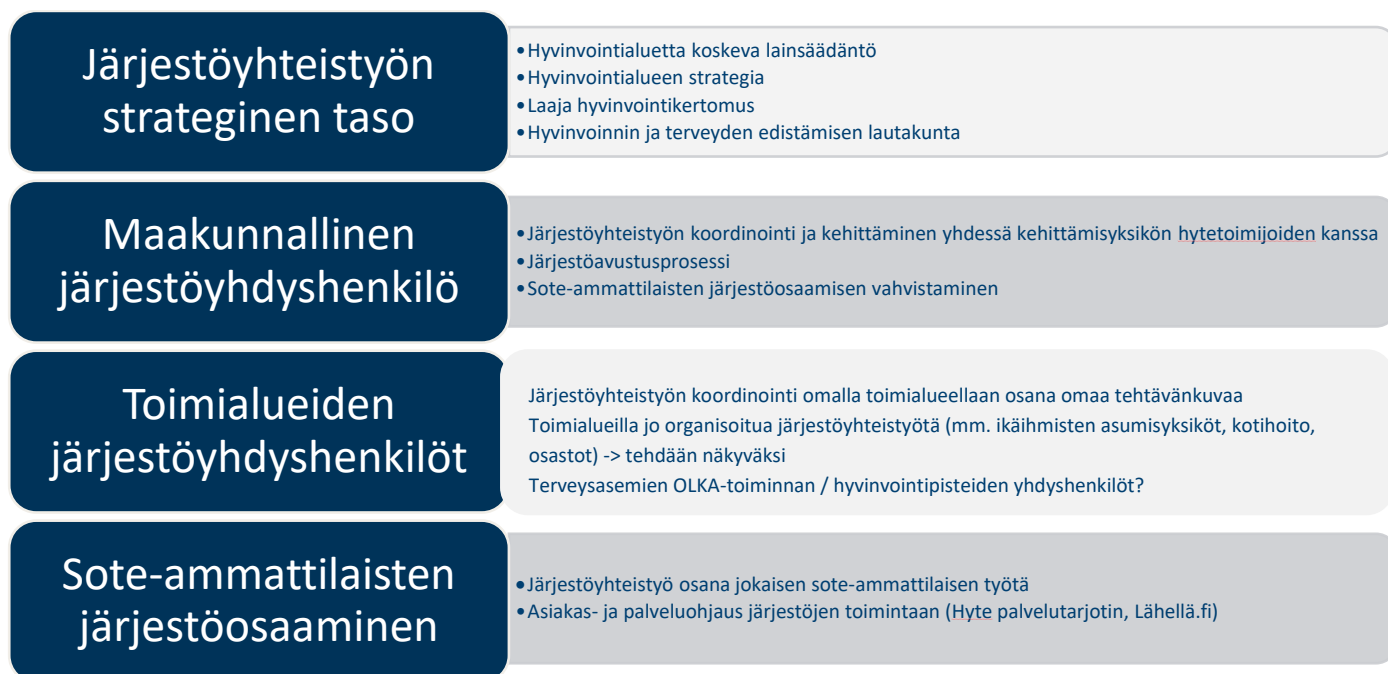 Järjestöyhteistyön
strateginen taso
•Hyvinvointialuetta koskeva lainsäädäntö
•Hyvinvointialueen strategia
•Laaja hyvinvointikertomus
•Hyvinvoinnin ja terveyden edistämisen lautakunta
Maakunnallinen
järjestöyhdyshenkilö
•Järjestöyhteistyön koordinointi ja kehittäminen yhdessä kehittämisyksikön hytetoimijoiden kanssa
•Järjestöavustusprosessi
•Sote-ammattilaisten järjestöosaamisen vahvistaminen
Toimialueiden
järjestöyhdyshenkilöt
Järjestöyhteistyön koordinointi omalla toimialueellaan osana omaa tehtävänkuvaa
Toimialueilla jo organisoitua järjestöyhteistyötä (mm. ikäihmisten asumisyksiköt, kotihoito,
osastot) -> tehdään näkyväksi
Terveysasemien OLKA-toiminnan / hyvinvointipisteiden yhdyshenkilöt?
Sote-ammattilaisten
järjestöosaaminen
•Järjestöyhteistyö osana jokaisen sote-ammattilaisen työtä
•Asiakas- ja palveluohjaus järjestöjen toimintaan (Hyte palvelutarjotin, Lähellä.fi)